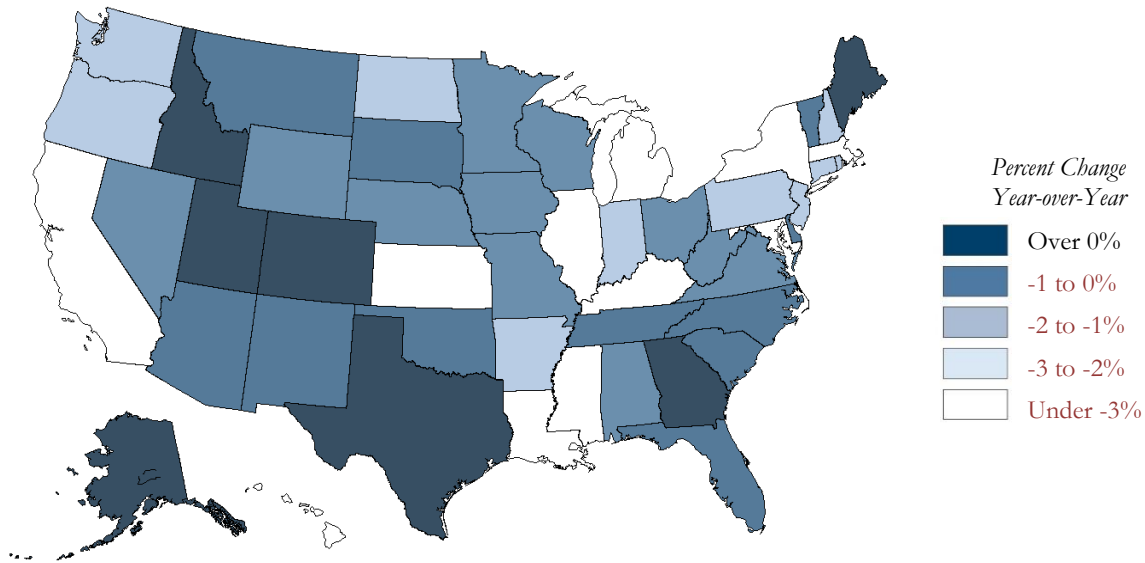 Percent Change
Year-over-Year
Over 0%
-1 to 0%
-2 to -1%
-3 to -2%
Under -3%